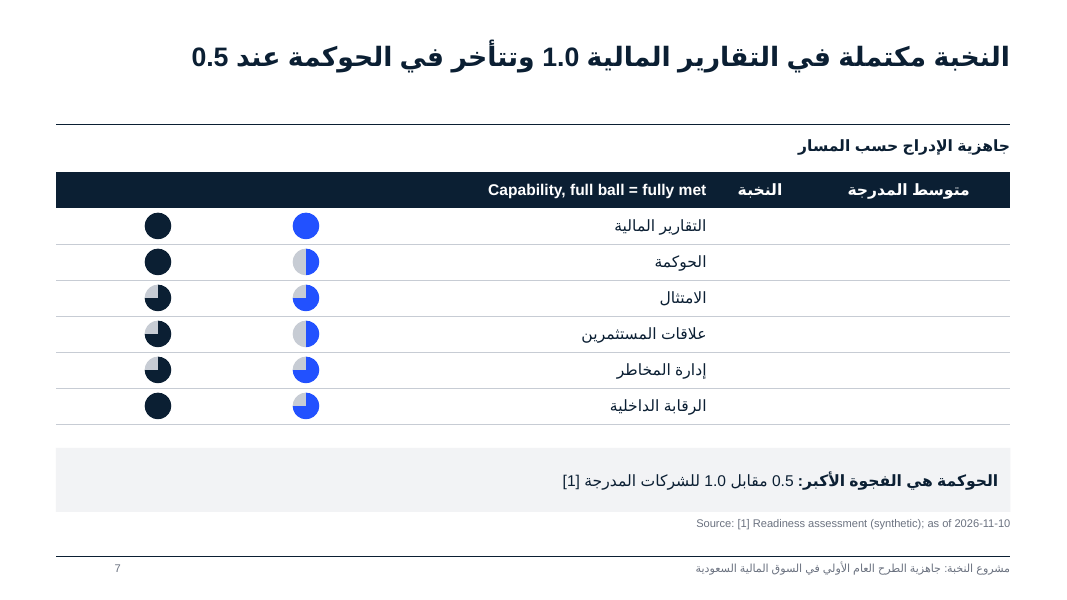 النخبة مكتملة في التقارير المالية 1.0 وتتأخر في الحوكمة عند 0.5
جاهزية الإدراج حسب المسار
متوسط المدرجة النخبة Capability, full ball = fully met
التقارير المالية
الحوكمة
الامتثال
علاقات المستثمرين
إدارة المخاطر
الرقابة الداخلية
الحوكمة هي الفجوة الأكبر: 0.5 مقابل 1.0 للشركات المدرجة [1]
Source: [1] Readiness assessment (synthetic); as of 2026-11-10
مشروع النخبة: جاهزية الطرح العام الأولي في السوق المالية السعودية
7